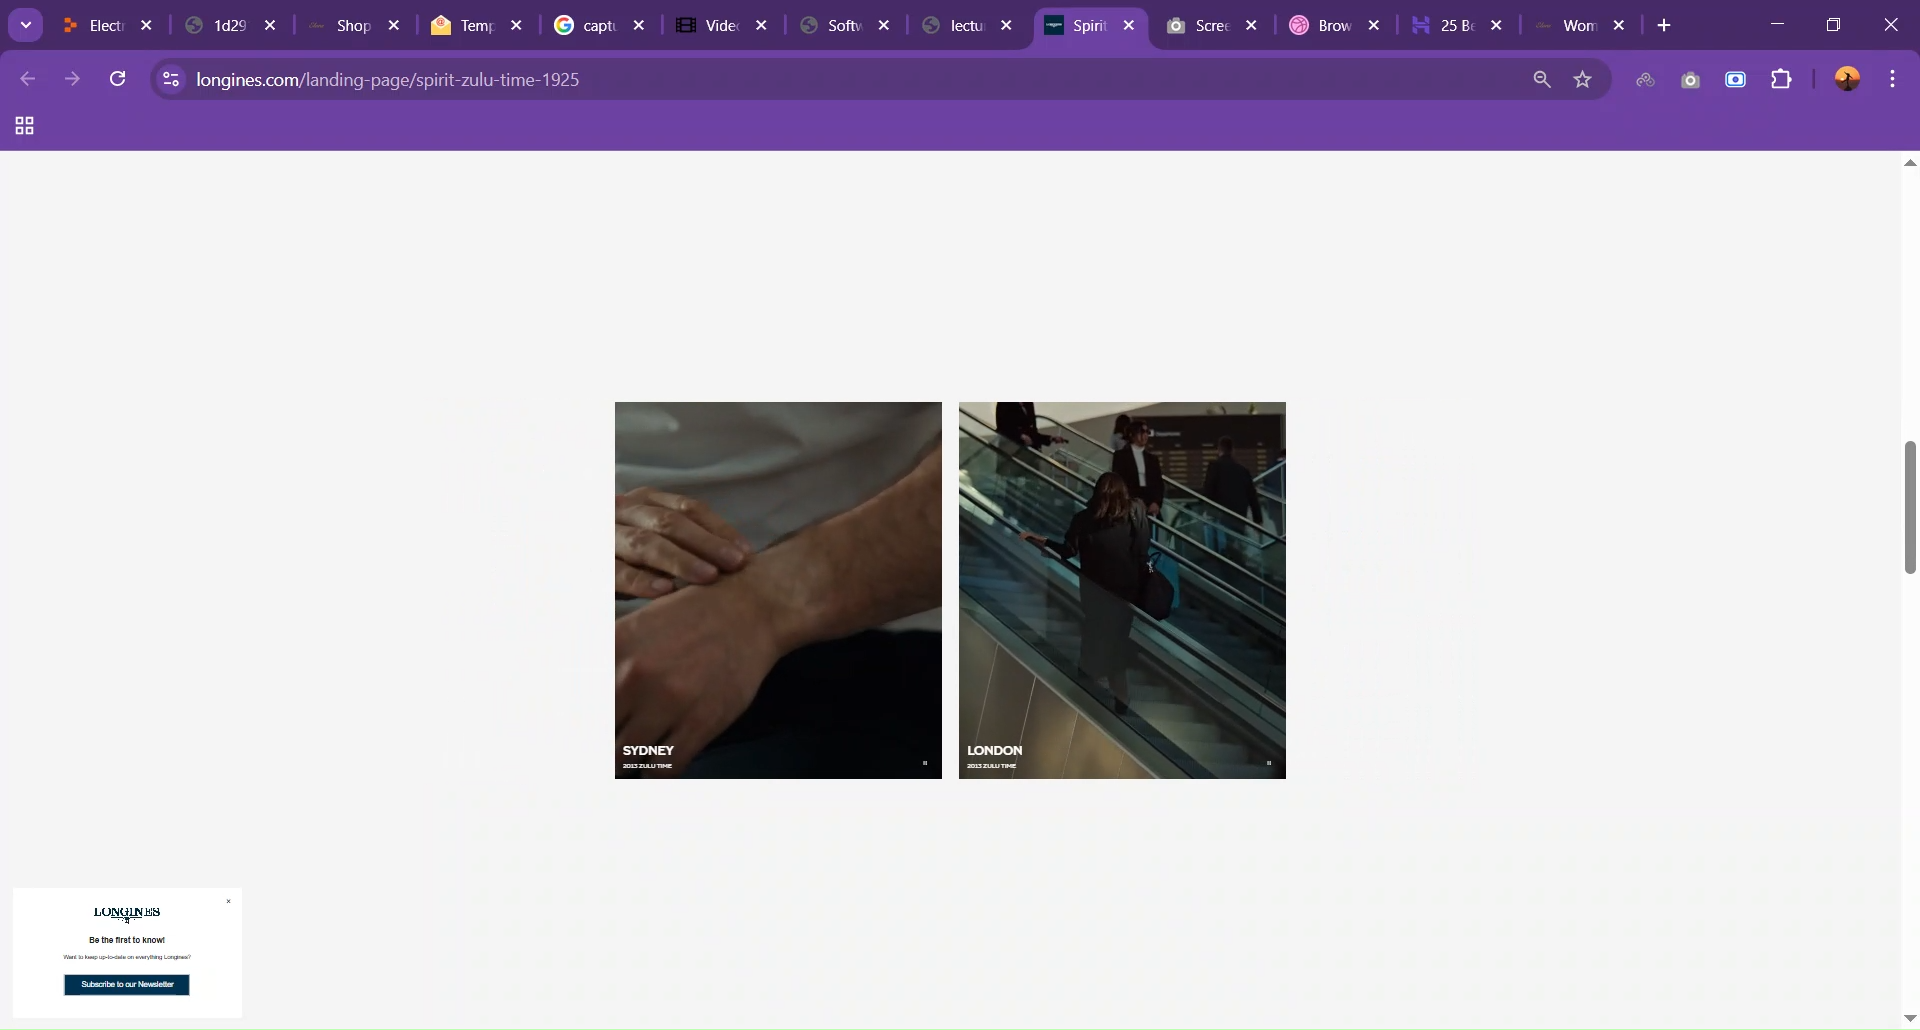 Electr
1d29
Shop
Temp
captu
Vide
Softw
lectu
Spirit
Scree
Brow
25 Be
Wom
longines.com/landing-page/spirit-zulu-time-1925
SYDNEY
2013 ZULU TIME
LONDON
2013 ZULU TIME
LONGINES
Be the first to know!
Want to keep up-to-date on everything Longines?
Subscribe to our Newsletter